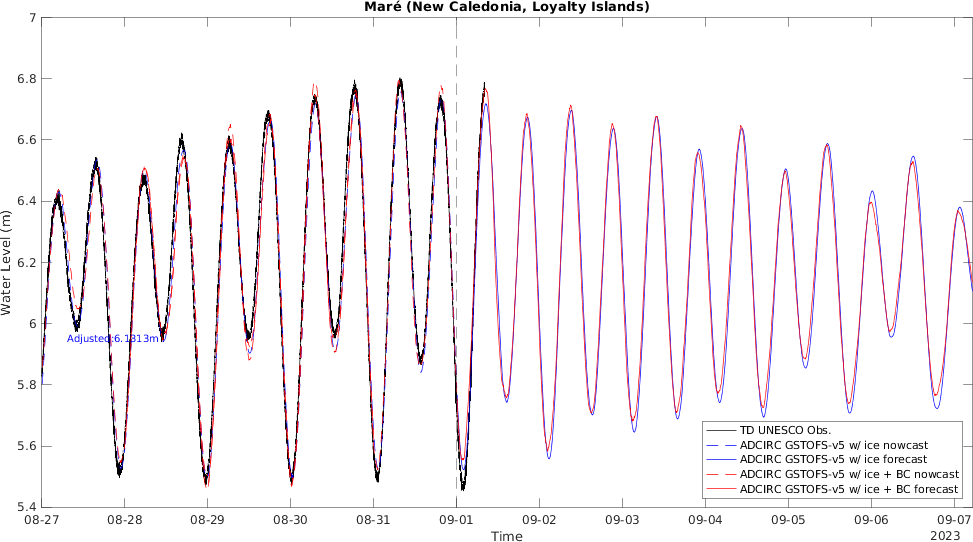 Maré (New Caledonia, Loyalty Islands)
7
6.8
6.6
6.4
6.2
6
5.8
5.6
5.4
Water Level (m)
Adjusted:6.1313m
TD UNESCO Obs.
ADCIRC GSTOFS-v5 w/ ice nowcast
ADCIRC GSTOFS-v5 w/ ice forecast
ADCIRC GSTOFS-v5 w/ ice + BC nowcast
ADCIRC GSTOFS-v5 w/ ice + BC forecast
08-27 08-28 08-29 08-30 08-31 09-01 09-02 09-03 09-04 09-05 09-06 09-07
2023
Time